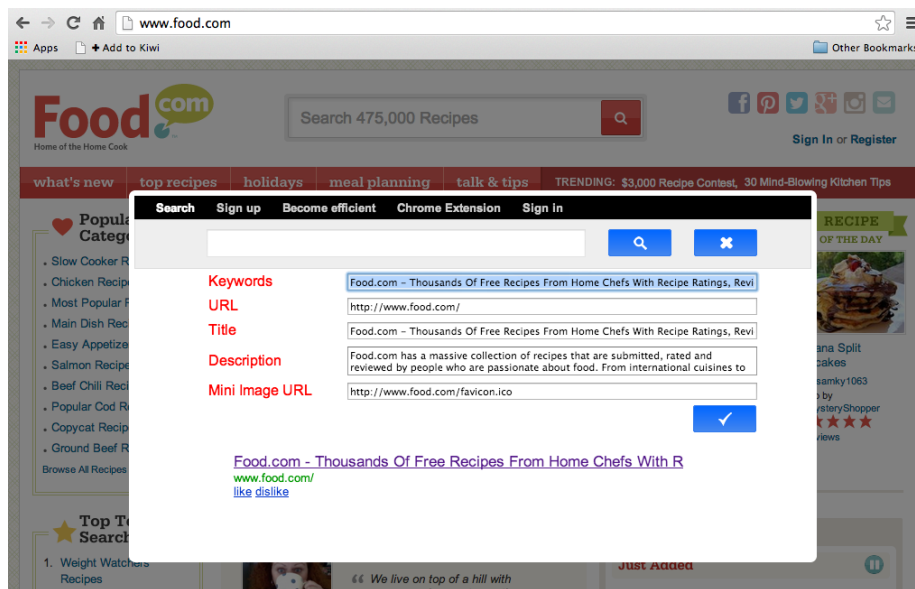 www.food.com
Apps + Add to Kiwi Other Bookmarks
Food.com
Home of the Home Cook
Search 475,000 Recipes
Sign In or Register
what's new top recipes holidays meal planning talk & tips TRENDING: $3,000 Recipe Contest, 30 Mind-Blowing Kitchen Tips
Search Sign up Become efficient Chrome Extension Sign in
Popula
Catego
Slow Cooker R
Chicken Recipe
Most Popular R
Main Dish Rec
Easy Appetize
Salmon Recipe
Beef Chili Reci
Popular Cod R
Copycat Recip
Ground Beef R
Browse All Recipes
Keywords Food.com - Thousands Of Free Recipes From Home Chefs With Recipe Ratings, Revi
URL http://www.food.com/
Title Food.com - Thousands Of Free Recipes From Home Chefs With Recipe Ratings, Revi
Description Food.com has a massive collection of recipes that are submitted, rated and
reviewed by people who are passionate about food. From international cuisines to
Mini Image URL http://www.food.com/favicon.ico
Food.com - Thousands Of Free Recipes From Home Chefs With R
www.food.com/
like dislike
RECIPE
OF THE DAY
ana Split
cakes
samky1063
by
ysteryShopper
views
Top Te
Search
1. Weight Watchers
Recipes
“ We live on top of a hill with
Just Added